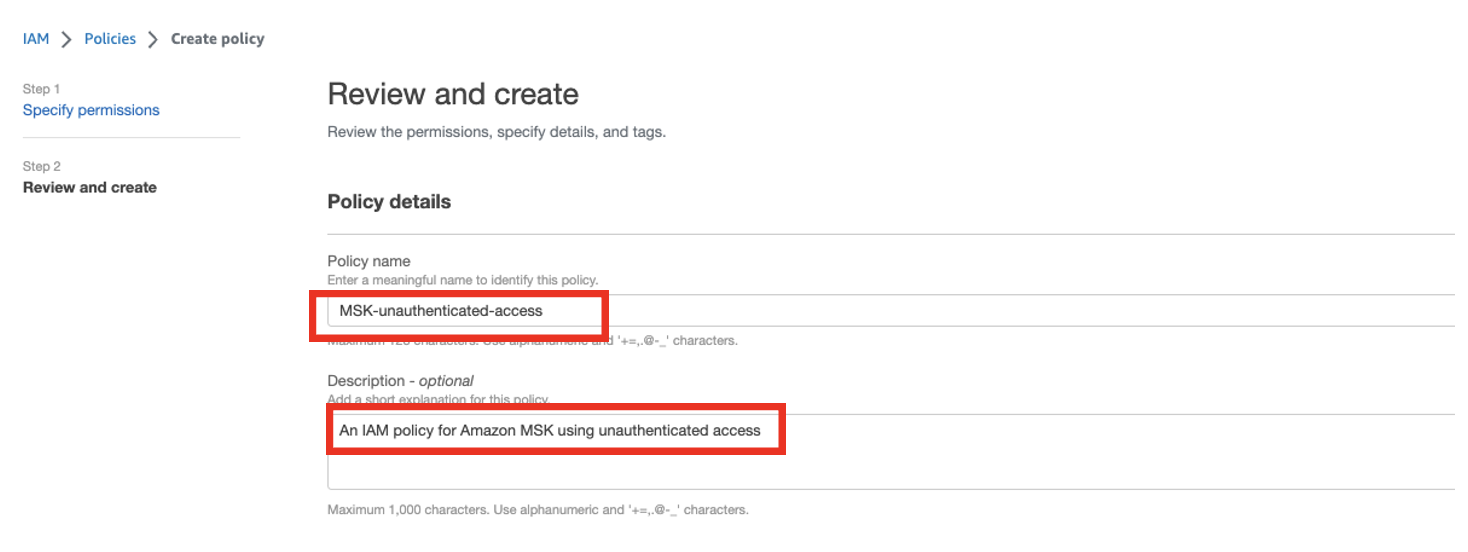 IAM > Policies > Create policy
Step 1
Specify permissions
Step 2
Review and create
Review and create
Review the permissions, specify details, and tags.
Policy details
Policy name
Enter a meaningful name to identify this policy.
MSK-unauthenticated-access
Maximum 128 characters. Use alphanumeric and '+=,.@-_' characters.
Description - optional
Add a short explanation for this policy.
An IAM policy for Amazon MSK using unauthenticated access
Maximum 1,000 characters. Use alphanumeric and '+=,.@-_' characters.